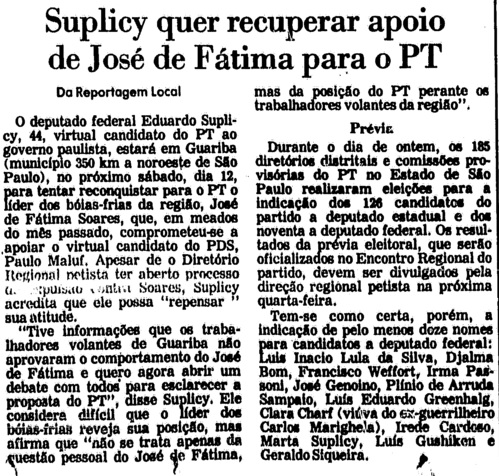 Suplicy quer recuperar apoio
de José de Fátima para o PT
Da Reportagem Local
O deputado federal Eduardo Supli-
cy, 44, virtual candidato do PT ao
governo paulista, estará em Guariba
(município 350 km a noroeste de São
Paulo), no próximo sábado, dia 12,
para tentar reconquistar para o PT o
líder dos bóias-frias da região, José
de Fátima Soares, que, em meados
do mês passado, comprometeu-se a
apoiar o virtual candidato do PDS,
Paulo Maluf. Apesar de o Diretório
Regional petista ter aberto processo
de expulsão contra Soares, Suplicy
acredita que ele possa "repensar"
sua atitude.
"Tive informações que os traba-
lhadores volantes de Guariba não
aprovaram o comportamento do José
de Fátima e quero agora abrir um
debate com todos para esclarecer a
proposta do PT", disse Suplicy. Ele
considera difícil que o líder dos
bóias-frias reveja sua posição, mas
afirma que "não se trata apenas da
questão pessoal do José de Fátima,
mas da posição do PT perante os
trabalhadores volantes da região".
Prévia
Durante o dia de ontem, os 185
diretórios distritais e comissões pro-
visórias do PT no Estado de São
Paulo realizaram eleições para a
indicação dos 126 candidatos do
partido a deputado estadual e dos
noventa a deputado federal. Os resul-
tados da prévia eleitoral, que serão
oficializados no Encontro Regional do
partido, devem ser divulgados pela
direção regional petista na próxima
quarta-feira.
Tem-se como certa, porém, a
indicação de pelo menos doze nomes
para candidatos a deputado federal:
Luís Inacio Lula da Silva, Djalma
Bom, Francisco Weffort, Irma Pas-
soni, José Genoino, Plínio de Arruda
Sampaio, Luís Eduardo Greenhalg,
Clara Charf (viúva do ex-guerrilheiro
Carlos Marighela), Irede Cardoso,
Marta Suplicy, Luís Gushiken e
Geraldo Siqueira.